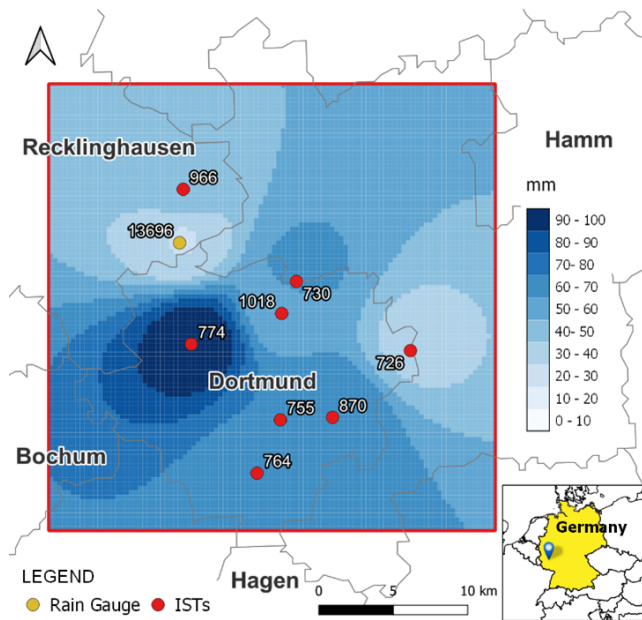 Recklinghausen
Hamm
966
mm
13696
90 - 100
80 - 90
70- 80
60 - 70
50 - 60
40- 50
30 - 40
20 - 30
10 - 20
0 - 10
730
1018
774
726
Dortmund
755
870
Bochum
764
Germany
LEGEND
Hagen
Rain Gauge
ISTs
0
5
10 km